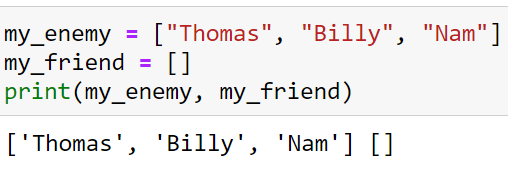 my_enemy = ["Thomas", "Billy", "Nam"]
my_friend = []
print(my_enemy, my_friend)
['Thomas', 'Billy', 'Nam'] []